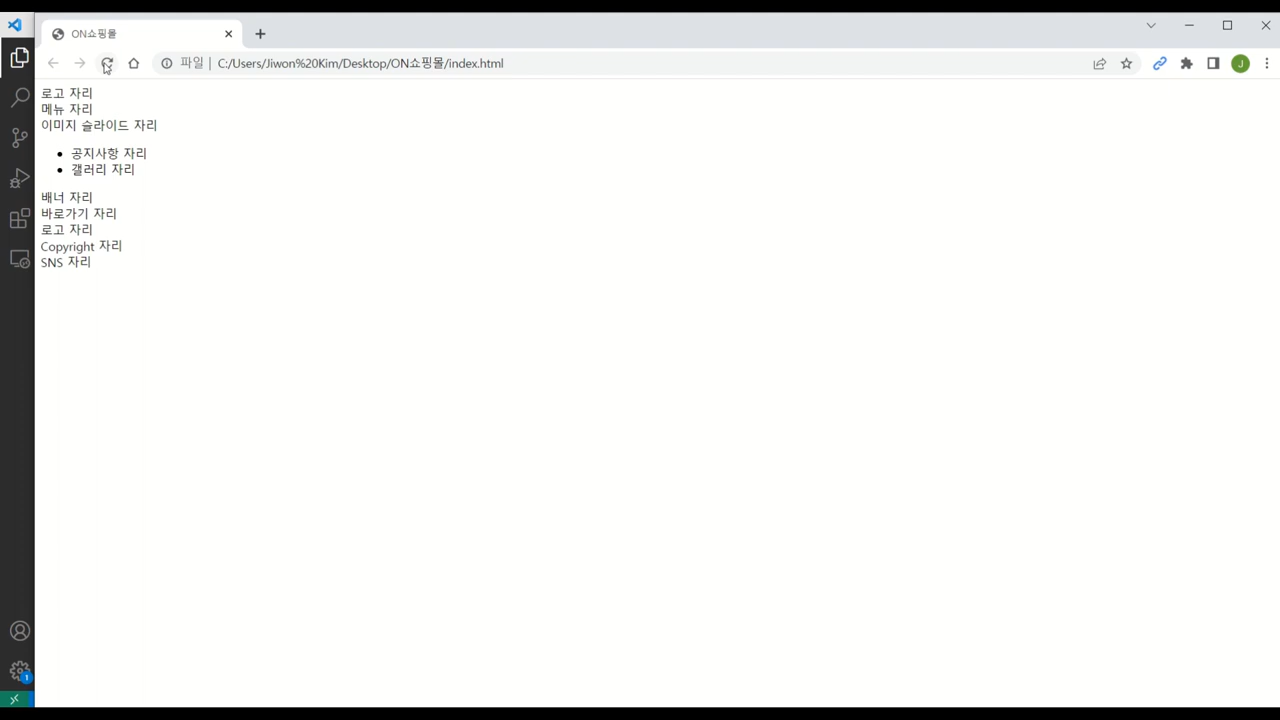 ON쇼핑몰
파일 | C:/Users/Jiwon%20Kim/Desktop/ON쇼핑몰/index.html
J
로고 자리
메뉴 자리
이미지 슬라이드 자리
• 공지사항 자리
• 갤러리 자리
배너 자리
바로가기 자리
로고 자리
Copyright 자리
SNS 자리
1